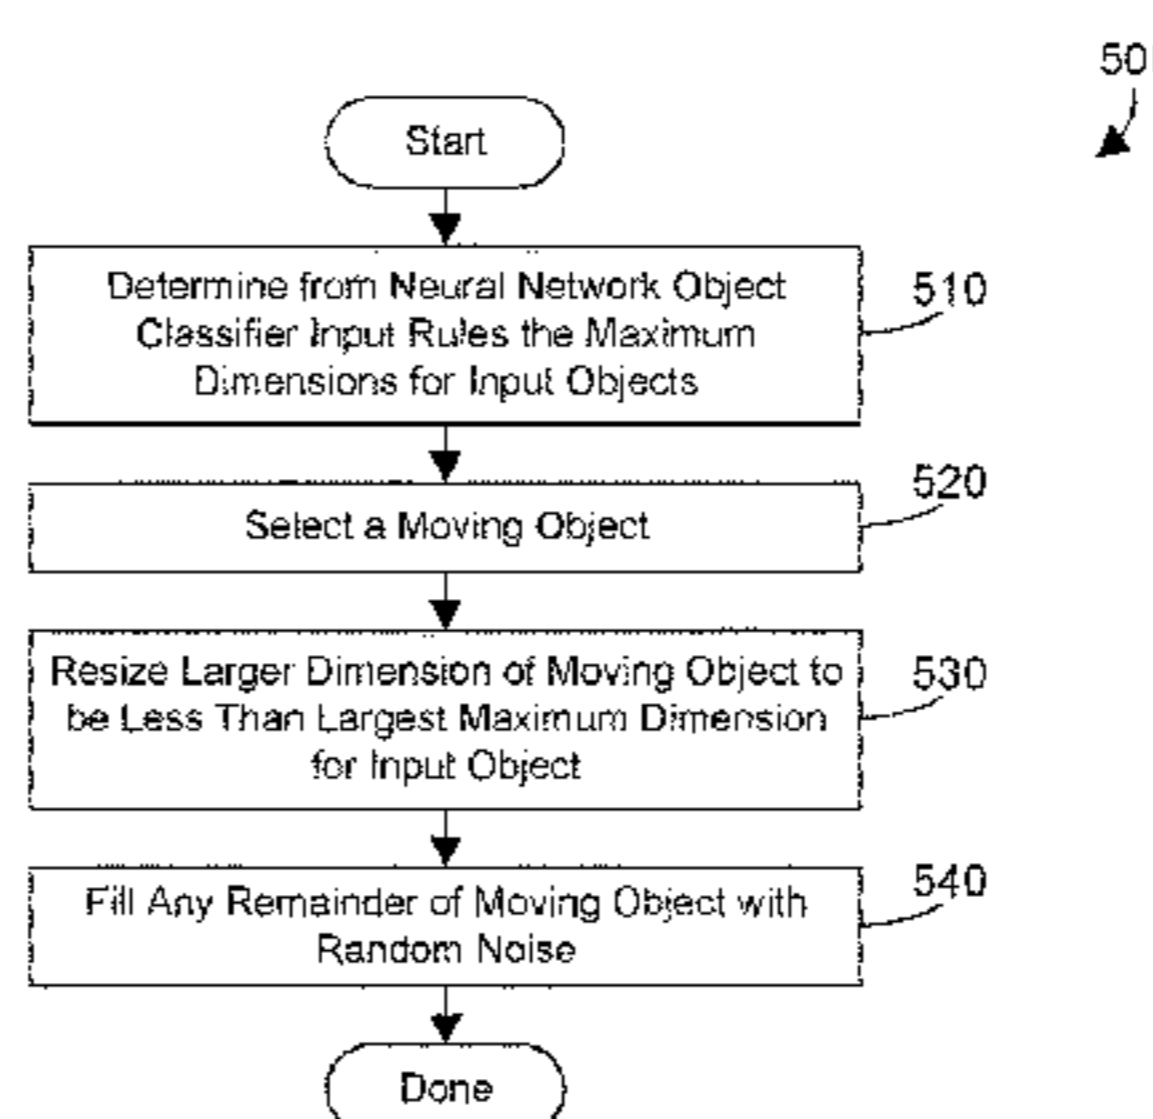 50
Start
Determine from Neural Network Object
Classifier Input Rules the Maximum
Dimensions for Input Objects
510
Select a Moving Object
520
Resize Larger Dimension of Moving Object to
be Less Than Largest Maximum Dimension
for Input Object
530
Fill Any Remainder of Moving Object with
Random Noise
540
Done